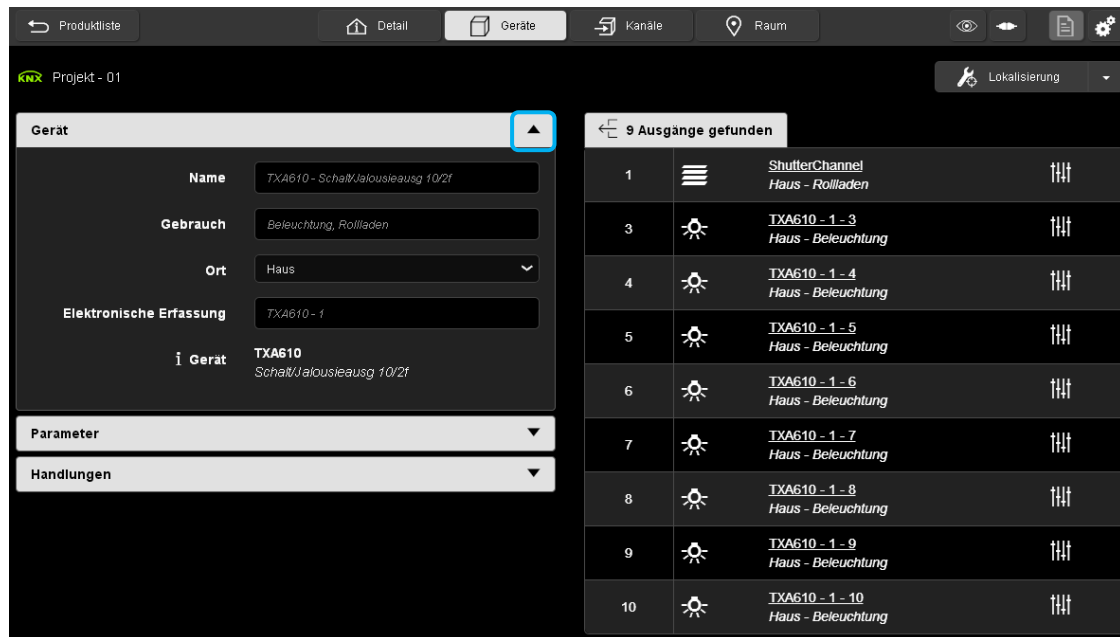 Produktliste
Detail
Geräte
Kanäle
Raum
KNX Projekt - 01
Lokalisierung
Gerät
Name
TXA610 - Schalt/Jalousieausg 10/2f
Gebrauch
Beleuchtung, Rollladen
Ort
Haus
Elektronische Erfassung
TXA610 - 1
i Gerät
TXA610
Schalt/Jalousieausg 10/2f
Parameter
Handlungen
9 Ausgänge gefunden
1
ShutterChannel
Haus - Rollladen
3
TXA610 - 1 - 3
Haus - Beleuchtung
4
TXA610 - 1 - 4
Haus - Beleuchtung
5
TXA610 - 1 - 5
Haus - Beleuchtung
6
TXA610 - 1 - 6
Haus - Beleuchtung
7
TXA610 - 1 - 7
Haus - Beleuchtung
8
TXA610 - 1 - 8
Haus - Beleuchtung
9
TXA610 - 1 - 9
Haus - Beleuchtung
10
TXA610 - 1 - 10
Haus - Beleuchtung